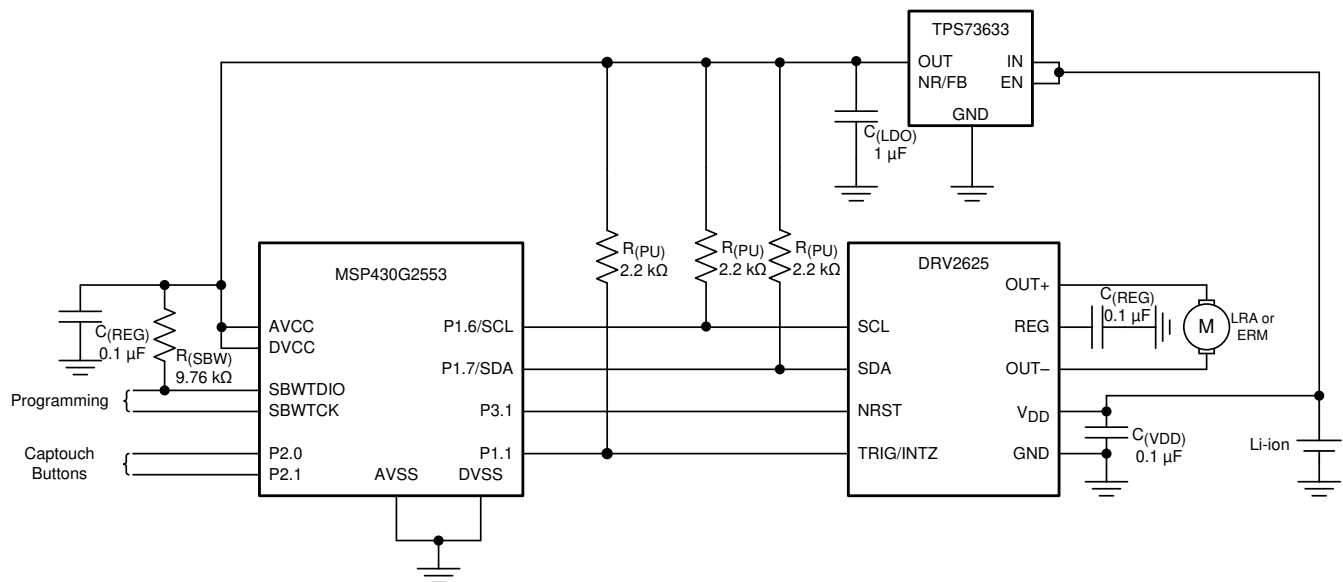 TPS73633
OUT
IN
NR/FB
EN
GND
C(LDO)
1 µF
R(PU)
2.2 kΩ
R(PU)
2.2 kΩ
R(PU)
2.2 kΩ
MSP430G2553
DRV2625
OUT+
C(REG)
0.1 µF
C(REG)
0.1 µF
R(SBW)
9.76 kΩ
AVCC
DVCC
P1.6/SCL
SCL
REG
M
LRA or
ERM
P1.7/SDA
SDA
OUT–
Programming
SBWTDIO
SBWTCK
P3.1
NRST
VDD
C(VDD)
0.1 µF
Captouch
Buttons
P2.0
P2.1
P1.1
TRIG/INTZ
GND
Li-ion
AVSS
DVSS